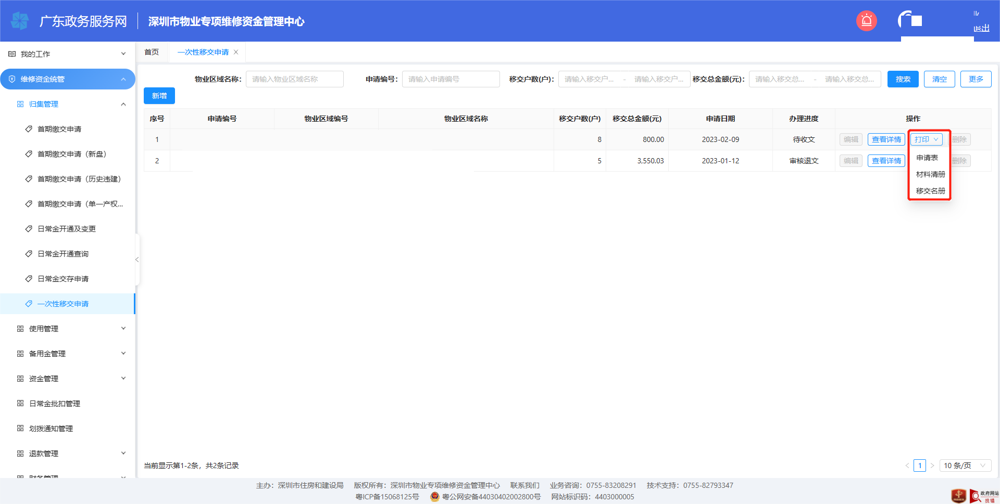 广东政务服务网 深圳市物业专项维修资金管理中心
退出
我的工作
维修资金统管
归集管理
首期缴交申请
首期缴交申请（新盘）
首期缴交申请（历史违建）
首期缴交申请（单一产权...
日常金开通及变更
日常金开通查询
日常金交存申请
一次性移交申请
使用管理
备用金管理
资金管理
日常金批扣管理
划拨通知管理
退款管理
财务管理
首页 一次性移交申请
物业区域名称: 请输入物业区域名称 申请编号: 请输入申请编号 移交户数(户): 请输入移交户... - 请输入移交户... 移交总金额(元): 请输入移交总... - 请输入移交总... 搜索 清空 更多
新增
序号 申请编号 物业区域编号 物业区域名称 移交户数(户) 移交总金额(元) 申请日期 办理进度 操作
1 8 800.00 2023-02-09 待收文 编辑 查看详情 打印 删除
2 5 3,550.03 2023-01-12 审核退文 编辑 查看详情 删除
申请表
材料清册
移交名册
当前显示第1-2条，共2条记录
< 1 > 10 条/页
主办：深圳市住房和建设局 版权所有：深圳市物业专项维修资金管理中心 联系我们 业务咨询：0755-83208291 技术支持：0755-82793347
粤ICP备15068125号 粤公网安备44030402002800号 网站标识码：4403000005
政府网站
找错